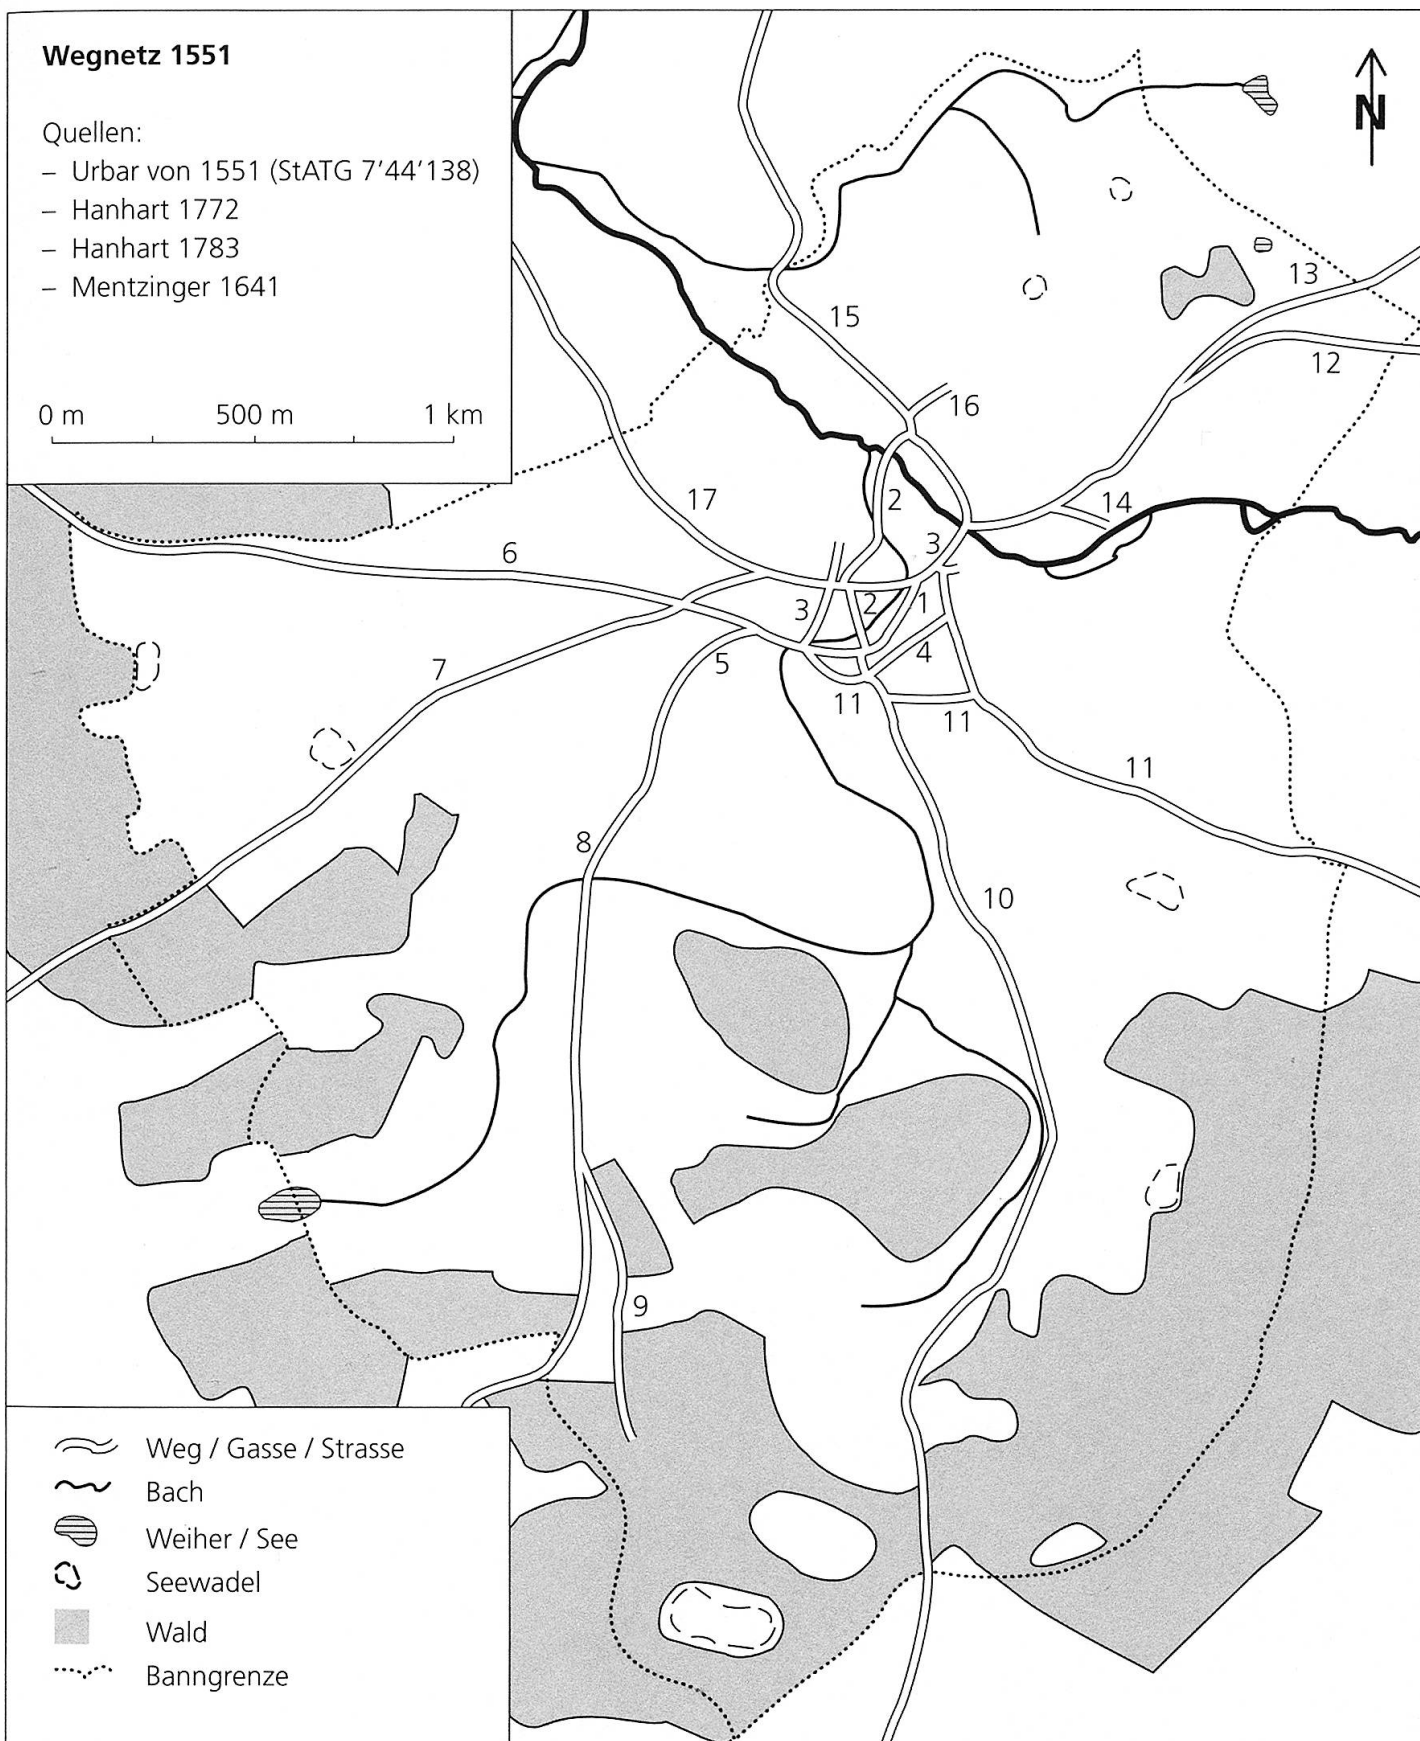 Wegnetz 1551
Quellen:
– Urbar von 1551 (StATG 7'44'138)
– Hanhart 1772
– Hanhart 1783
– Mentzinger 1641
0 m 500 m 1 km
N
13
15
12
16
17
2
14
6
3
3
2
1
4
5
7
11
11
11
8
10
9
Weg / Gasse / Strasse
Bach
Weiher / See
Seewadel
Wald
Banngrenze